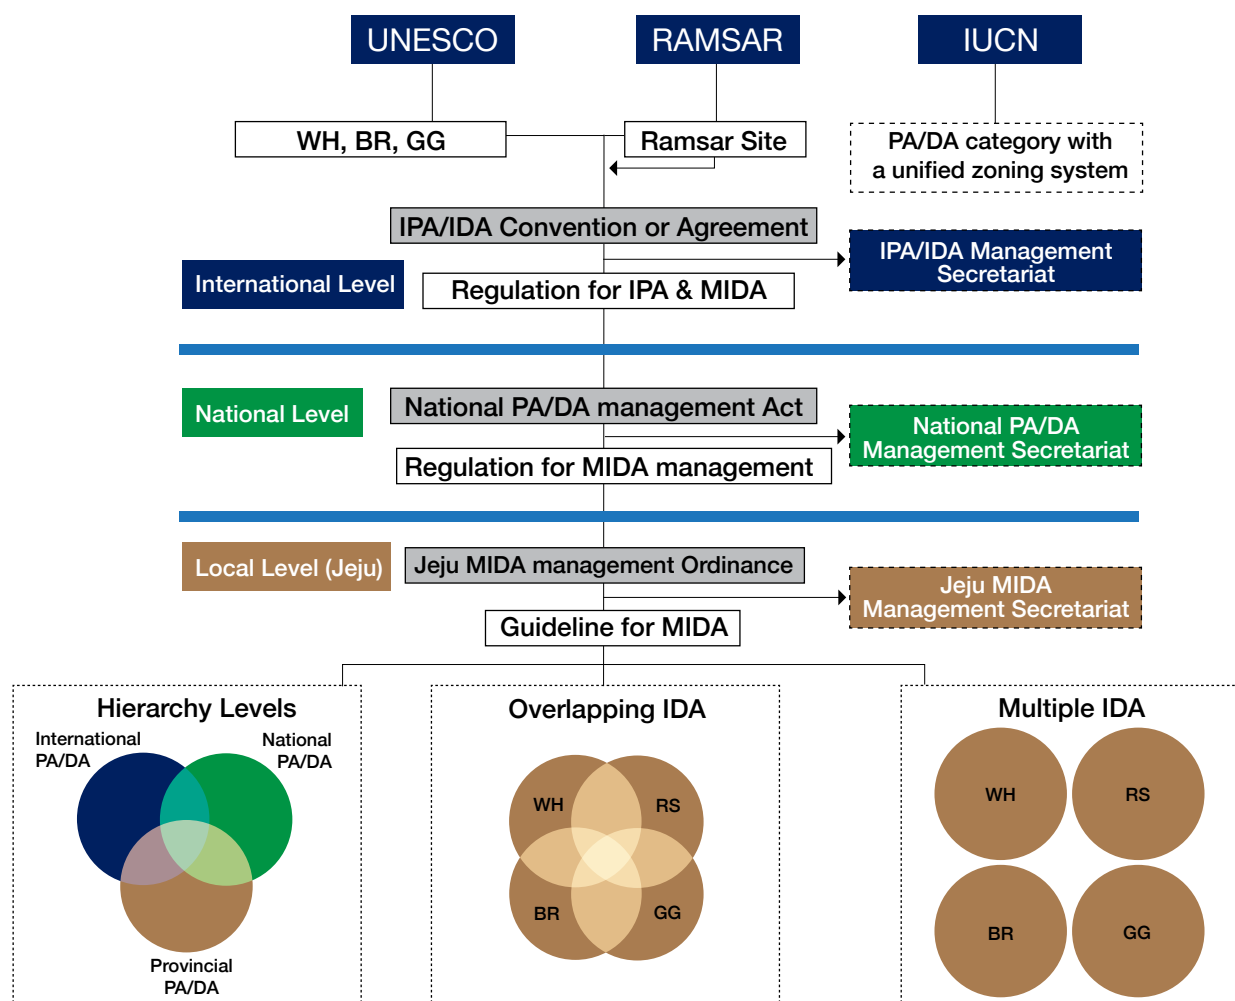 UNESCO
RAMSAR
IUCN
WH, BR, GG
Ramsar Site
PA/DA category with
a unified zoning system
IPA/IDA Convention or Agreement
IPA/IDA Management
Secretariat
International Level
Regulation for IPA & MIDA
National Level
National PA/DA management Act
National PA/DA
Management Secretariat
Regulation for MIDA management
Local Level (Jeju)
Jeju MIDA management Ordinance
Jeju MIDA
Management Secretariat
Guideline for MIDA
Hierarchy Levels
International
PA/DA
National
PA/DA
Provincial
PA/DA
Overlapping IDA
WH
RS
BR
GG
Multiple IDA
WH
RS
BR
GG